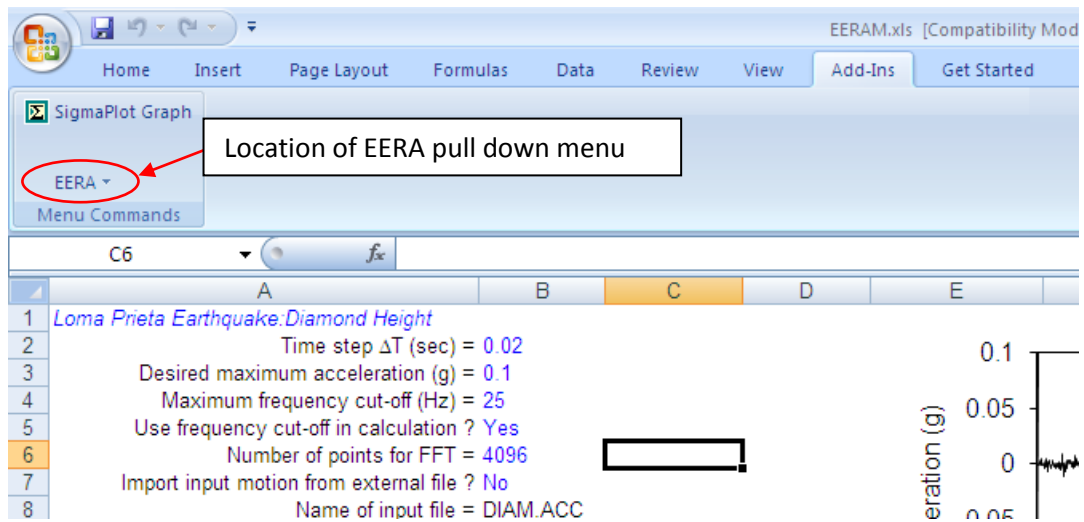 EERAM.xls [Compatibility Mod
Home Insert Page Layout Formulas Data Review View Add-Ins Get Started
Σ SigmaPlot Graph
Location of EERA pull down menu
EERA
Menu Commands
C6 fx
A B C D E
1 Loma Prieta Earthquake:Diamond Height
2 Time step ΔT (sec) = 0.02
3 Desired maximum acceleration (g) = 0.1
4 Maximum frequency cut-off (Hz) = 25
5 Use frequency cut-off in calculation ? Yes
6 Number of points for FFT = 4096
7 Import input motion from external file ? No
8 Name of input file = DIAM.ACC
0.1
0.05
0
0.05
eration (g)